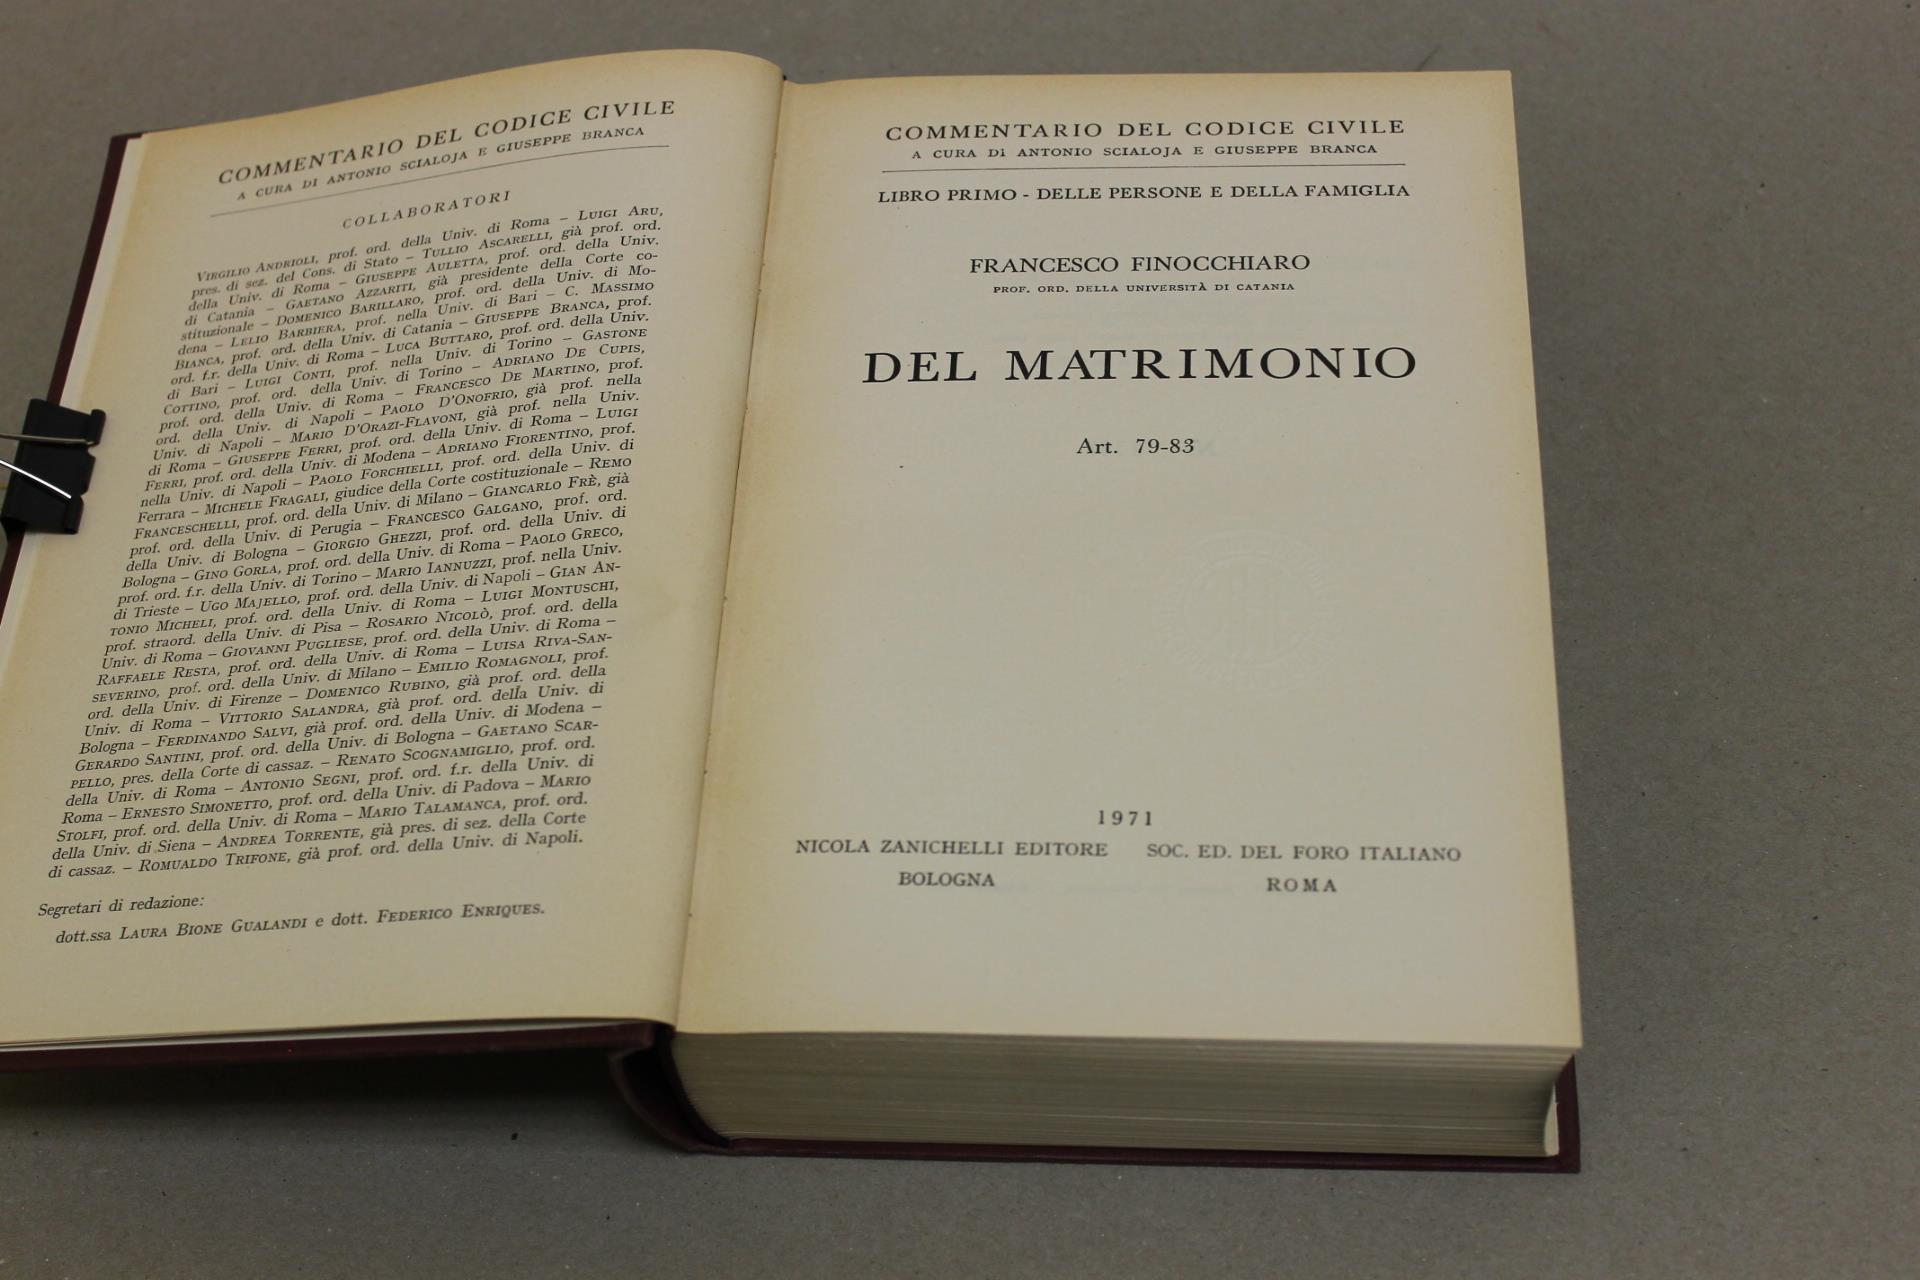 COMMENTARIO DEL CODICE CIVILE
A CURA DI ANTONIO SCIALOJA E GIUSEPPE BRANCA
COLLABORATORI
VIRGILIO ANDRIOLI, prof. ord. della Univ. di Roma – LUIGI ARU,
pres. di sez. del Cons. di Stato – TULLIO ASCARELLI, già prof. ord.
della Univ. di Roma – GIUSEPPE AULETTA, prof. ord. della Univ.
di Catania – GAETANO AZZARITI, già presidente della Corte co-
stituzionale – DOMENICO BARILLARO, prof. ord. della Univ. di Mo-
dena – LELIO BARBIERA, prof. nella Univ. di Bari – C. MASSIMO
BIANCA, prof. ord. della Univ. di Catania – GIUSEPPE BRANCA, prof.
ord. f.r. della Univ. di Roma – LUCA BUTTARO, prof. ord. della Univ.
di Bari – LUIGI CONTI, prof. nella Univ. di Torino – GASTONE
COTTINO, prof. ord. della Univ. di Torino – ADRIANO DE CUPIS,
prof. ord. della Univ. di Roma – FRANCESCO DE MARTINO, prof.
ord. della Univ. di Napoli – PAOLO D'ONOFRIO, già prof. nella
Univ. di Napoli – MARIO D'ORAZI-FLAVONI, già prof. nella Univ.
di Roma – GIUSEPPE FERRI, prof. ord. della Univ. di Roma – LUIGI
FERRI, prof. ord. della Univ. di Modena – ADRIANO FIORENTINO, prof.
nella Univ. di Napoli – PAOLO FORCHIELLI, prof. ord. della Univ. di
Ferrara – MICHELE FRAGALI, giudice della Corte costituzionale – REMO
FRANCESCHELLI, prof. ord. della Univ. di Milano – GIANCARLO FRÈ, già
prof. ord. della Univ. di Perugia – FRANCESCO GALGANO, prof. ord.
della Univ. di Bologna – GIORGIO GHEZZI, prof. ord. della Univ. di
Bologna – GINO GORLA, prof. ord. della Univ. di Roma – PAOLO GRECO,
prof. ord. f.r. della Univ. di Torino – MARIO IANNUZZI, prof. nella Univ.
di Trieste – UGO MAJELLO, prof. ord. della Univ. di Napoli – GIAN AN-
TONIO MICHELI, prof. ord. della Univ. di Roma – LUIGI MONTUSCHI,
prof. straord. della Univ. di Pisa – ROSARIO NICOLÒ, prof. ord. della
Univ. di Roma – GIOVANNI PUGLIESE, prof. ord. della Univ. di Roma –
RAFFAELE RESTA, prof. ord. della Univ. di Roma – LUISA RIVA-SAN-
SEVERINO, prof. ord. della Univ. di Milano – EMILIO ROMAGNOLI, prof.
ord. della Univ. di Firenze – DOMENICO RUBINO, già prof. ord. della
Univ. di Roma – VITTORIO SALANDRA, già prof. ord. della Univ. di
Bologna – FERDINANDO SALVI, già prof. ord. della Univ. di Modena –
GERARDO SANTINI, prof. ord. della Univ. di Bologna – GAETANO SCAR-
PELLO, pres. della Corte di cassaz. – RENATO SCOGNAMIGLIO, prof. ord.
della Univ. di Roma – ANTONIO SEGNI, prof. ord. f.r. della Univ. di
Roma – ERNESTO SIMONETTO, prof. ord. della Univ. di Padova – MARIO
STOLFI, prof. ord. della Univ. di Roma – MARIO TALAMANCA, prof. ord.
della Univ. di Siena – ANDREA TORRENTE, già pres. di sez. della Corte
di cassaz. – ROMUALDO TRIFONE, già prof. ord. della Univ. di Napoli.
Segretari di redazione:
dott.ssa LAURA BIONE GUALANDI e dott. FEDERICO ENRIQUES.
COMMENTARIO DEL CODICE CIVILE
A CURA DI ANTONIO SCIALOJA E GIUSEPPE BRANCA
LIBRO PRIMO - DELLE PERSONE E DELLA FAMIGLIA
FRANCESCO FINOCCHIARO
PROF. ORD. DELLA UNIVERSITÀ DI CATANIA
DEL MATRIMONIO
Art. 79-83
1971
NICOLA ZANICHELLI EDITORE SOC. ED. DEL FORO ITALIANO
BOLOGNA ROMA